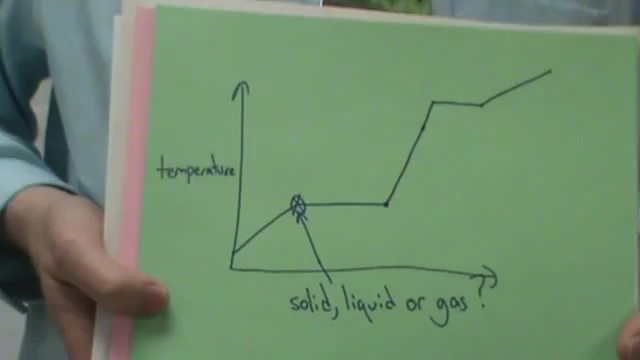 temperature
solid, liquid or gas?